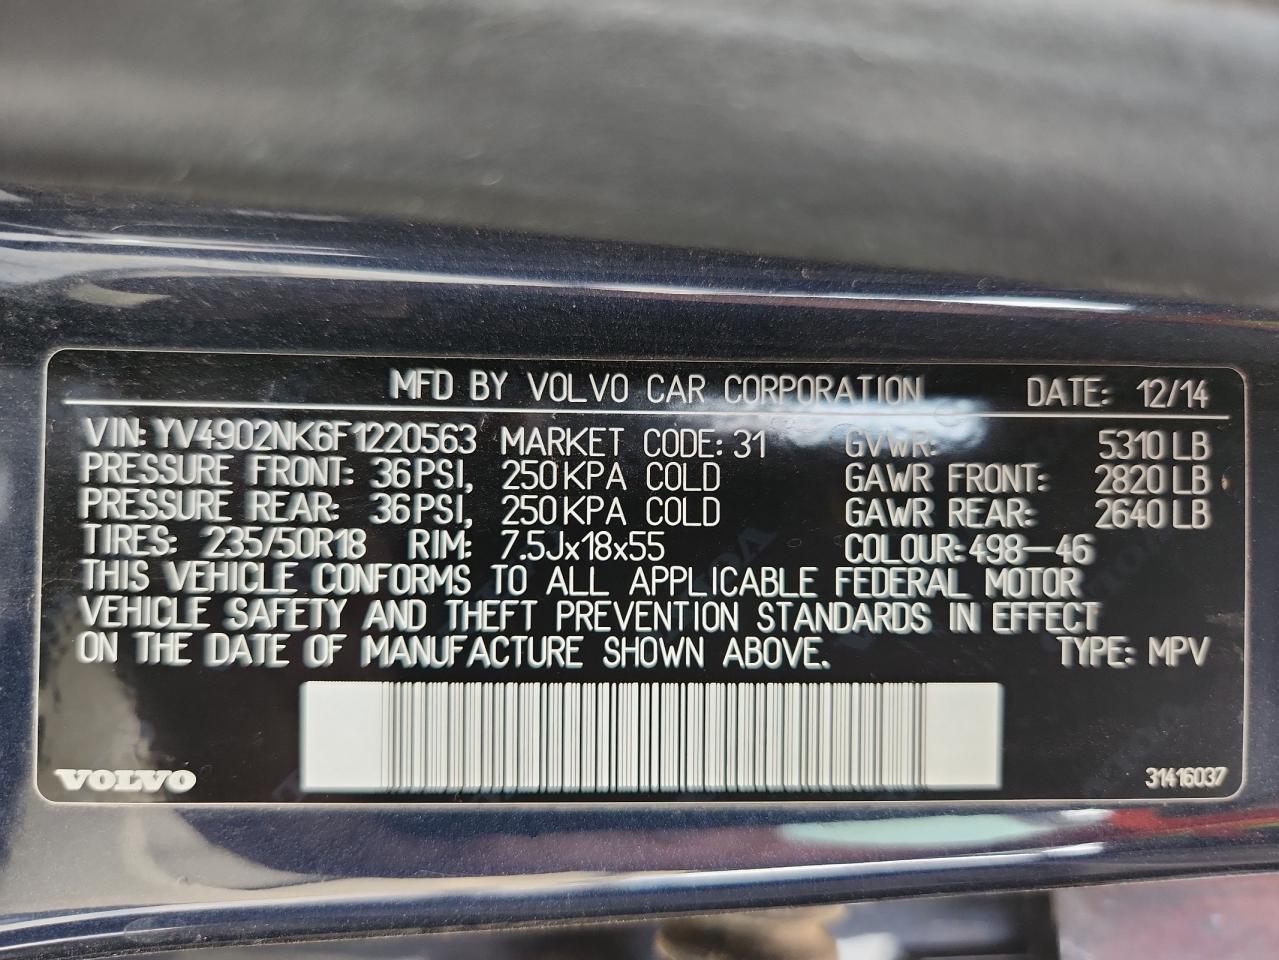 MFD BY VOLVO CAR CORPORATION DATE: 12/14
VIN: YV4902NK6F1220563 MARKET CODE: 31 GVWR: 5310 LB
PRESSURE FRONT: 36 PSI, 250 KPA COLD GAWR FRONT: 2820 LB
PRESSURE REAR: 36 PSI, 250 KPA COLD GAWR REAR: 2640 LB
TIRES: 235/50R18 RIM: 7.5Jx18x55 COLOUR: 498-46
THIS VEHICLE CONFORMS TO ALL APPLICABLE FEDERAL MOTOR
VEHICLE SAFETY AND THEFT PREVENTION STANDARDS IN EFFECT
ON THE DATE OF MANUFACTURE SHOWN ABOVE. TYPE: MPV
VOLVO 31416037